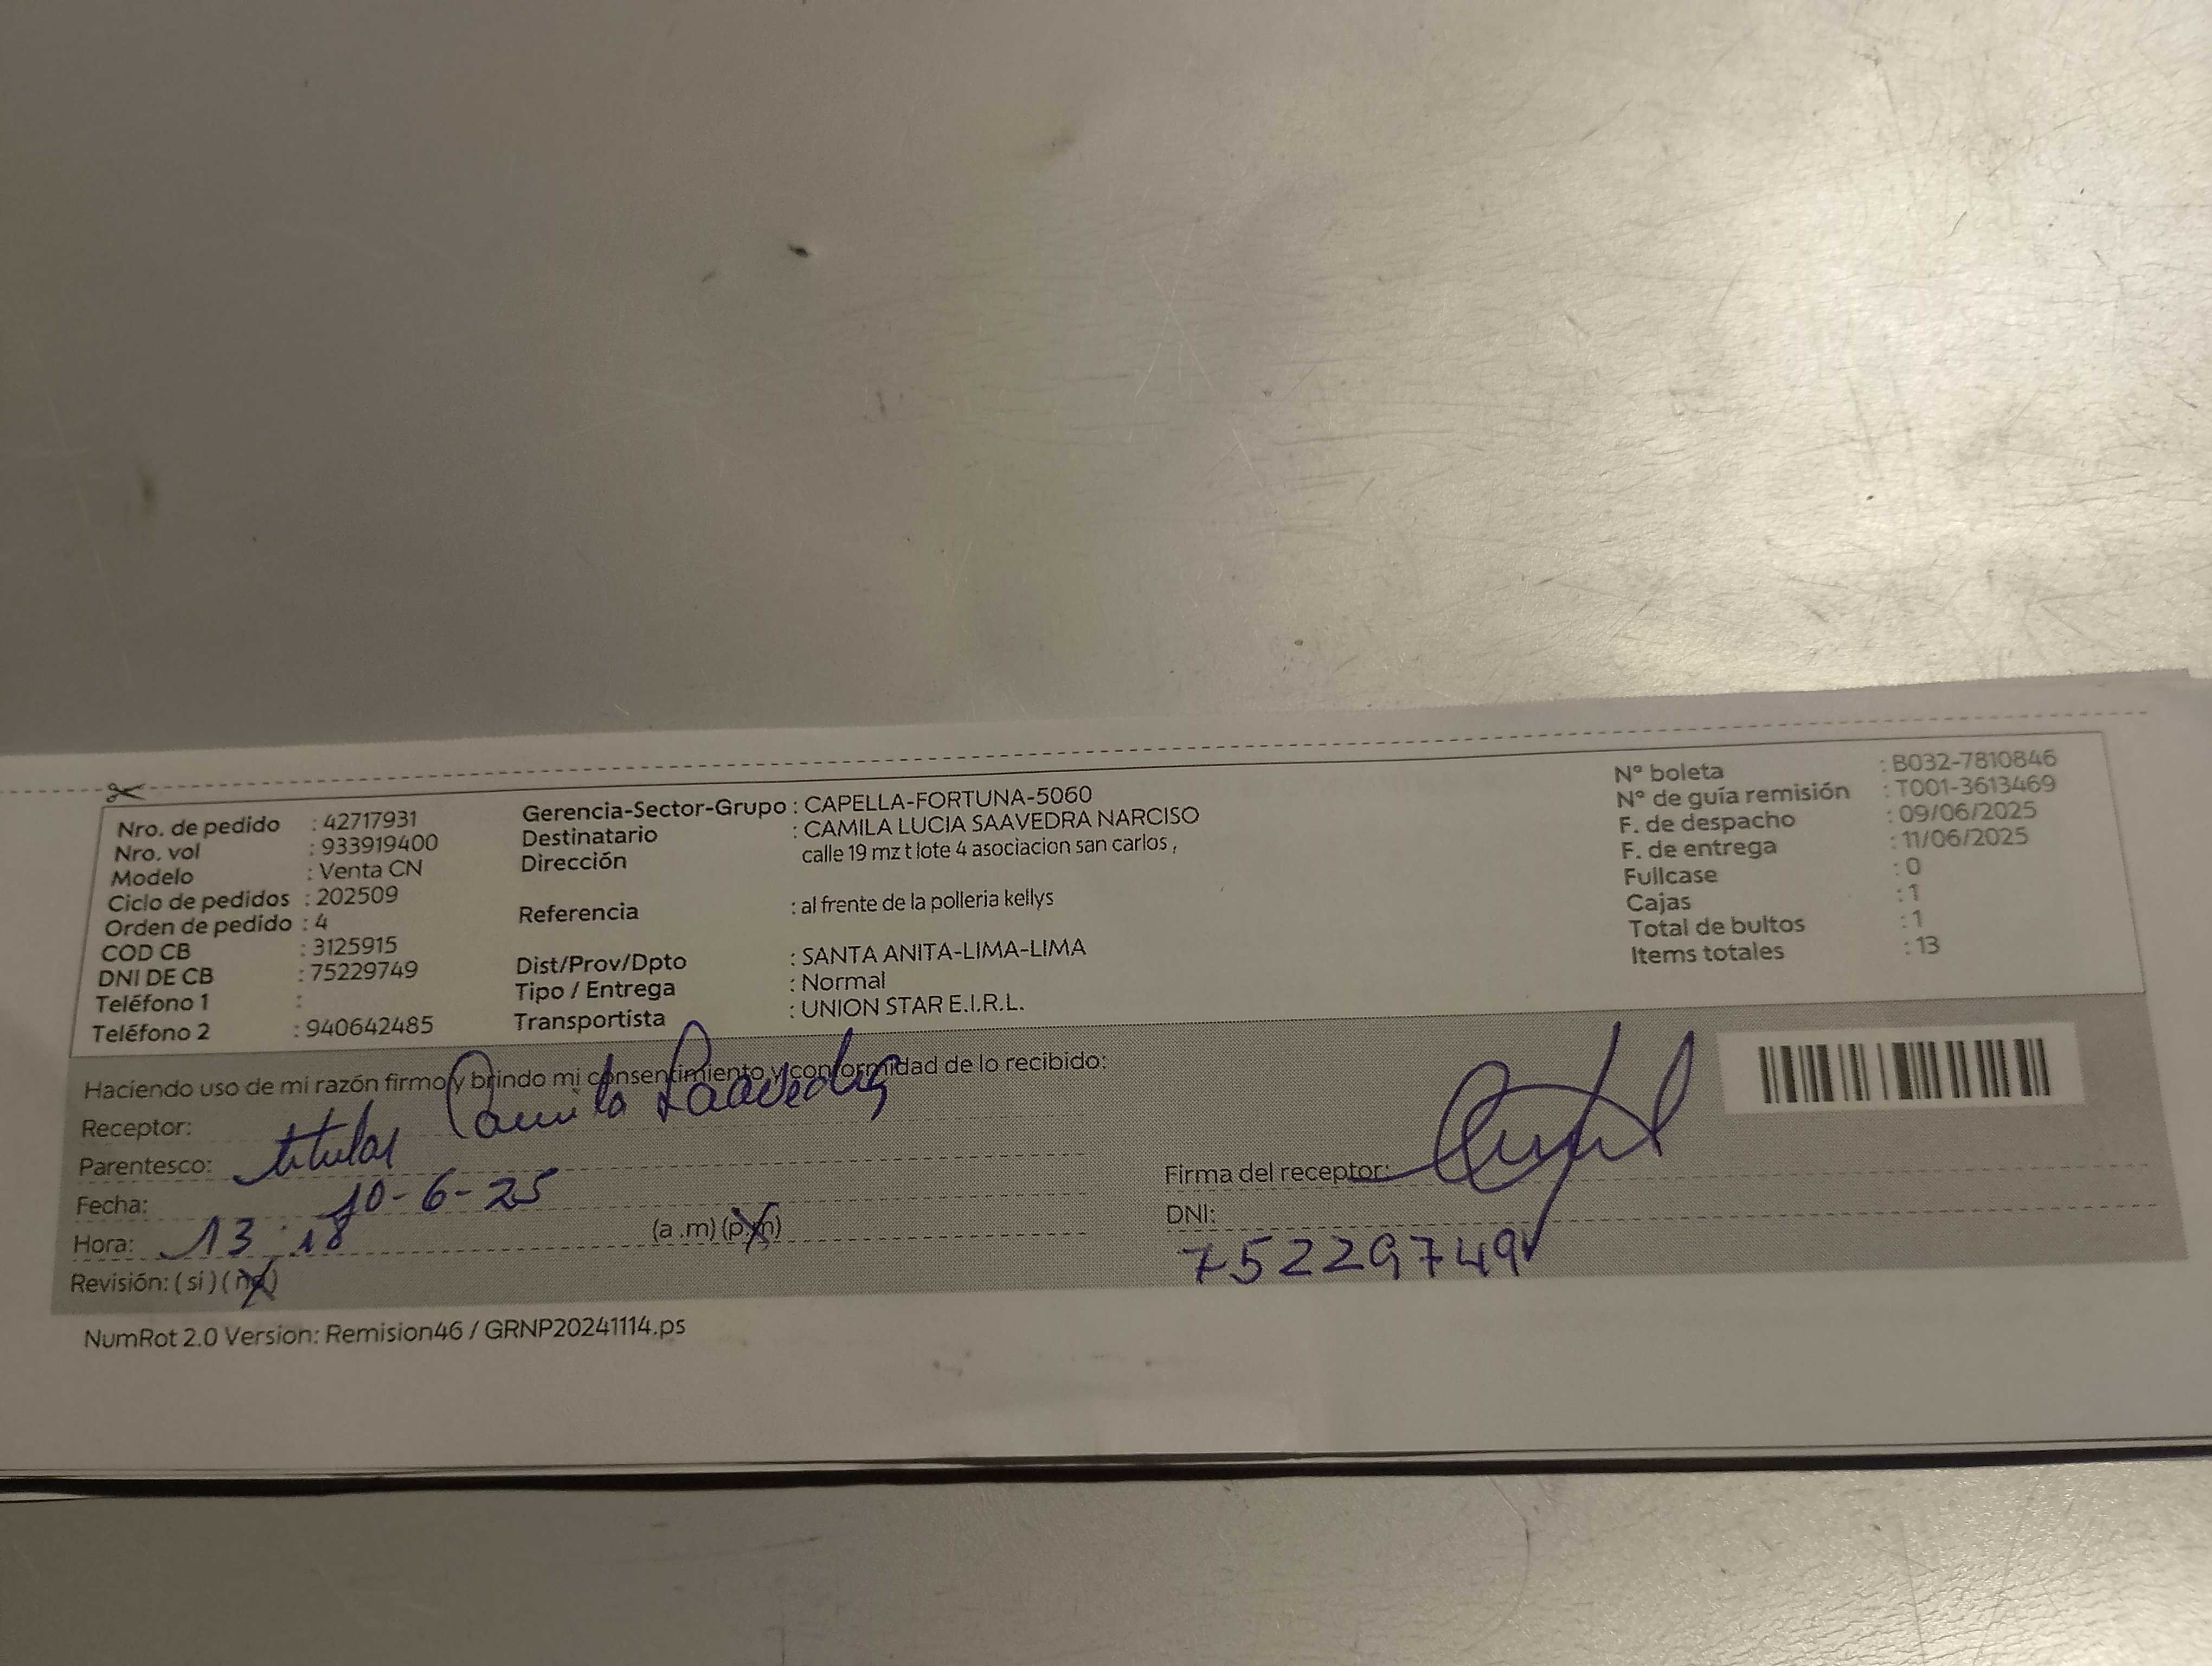 Nro. de pedido : 42717931
Nro. vol : 933919400
Modelo : Venta CN
Ciclo de pedidos : 202509
Orden de pedido : 4
COD CB : 3125915
DNI DE CB : 75229749
Teléfono 1 :
Teléfono 2 : 940642485
Gerencia-Sector-Grupo : CAPELLA-FORTUNA-5060
Destinatario : CAMILA LUCIA SAAVEDRA NARCISO
Dirección calle 19 mz t lote 4 asociacion san carlos ,
Referencia : al frente de la polleria kellys
Dist/Prov/Dpto : SANTA ANITA-LIMA-LIMA
Tipo / Entrega : Normal
Transportista : UNION STAR E.I.R.L.
N° boleta : B032-7810846
N° de guía remisión : T001-3613469
F. de despacho : 09/06/2025
F. de entrega : 11/06/2025
Fullcase : 0
Cajas : 1
Total de bultos : 1
Items totales : 13
Haciendo uso de mi razón firmo y brindo mi consentimiento y conformidad de lo recibido:
Receptor: Camila Saavedra
Parentesco: titular
Fecha: 10-6-25
Hora: 13:18 (a.m) (p.m)
Revisión: (si) (no)
Firma del receptor:
DNI:
75229749
NumRot 2.0 Version: Remision46 / GRNP20241114.ps